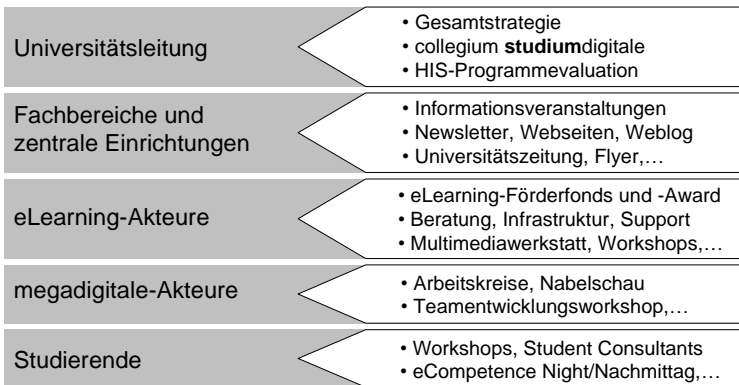 Universitätsleitung
• Gesamtstrategie
• collegium studiumdigitale
• HIS-Programmevaluation
Fachbereiche und
zentrale Einrichtungen
• Informationsveranstaltungen
• Newsletter, Webseiten, Weblog
• Universitätszeitung, Flyer,…
eLearning-Akteure
• eLearning-Förderfonds und -Award
• Beratung, Infrastruktur, Support
• Multimediawerkstatt, Workshops,…
megadigitale-Akteure
• Arbeitskreise, Nabelschau
• Teamentwicklungsworkshop,…
Studierende
• Workshops, Student Consultants
• eCompetence Night/Nachmittag,…